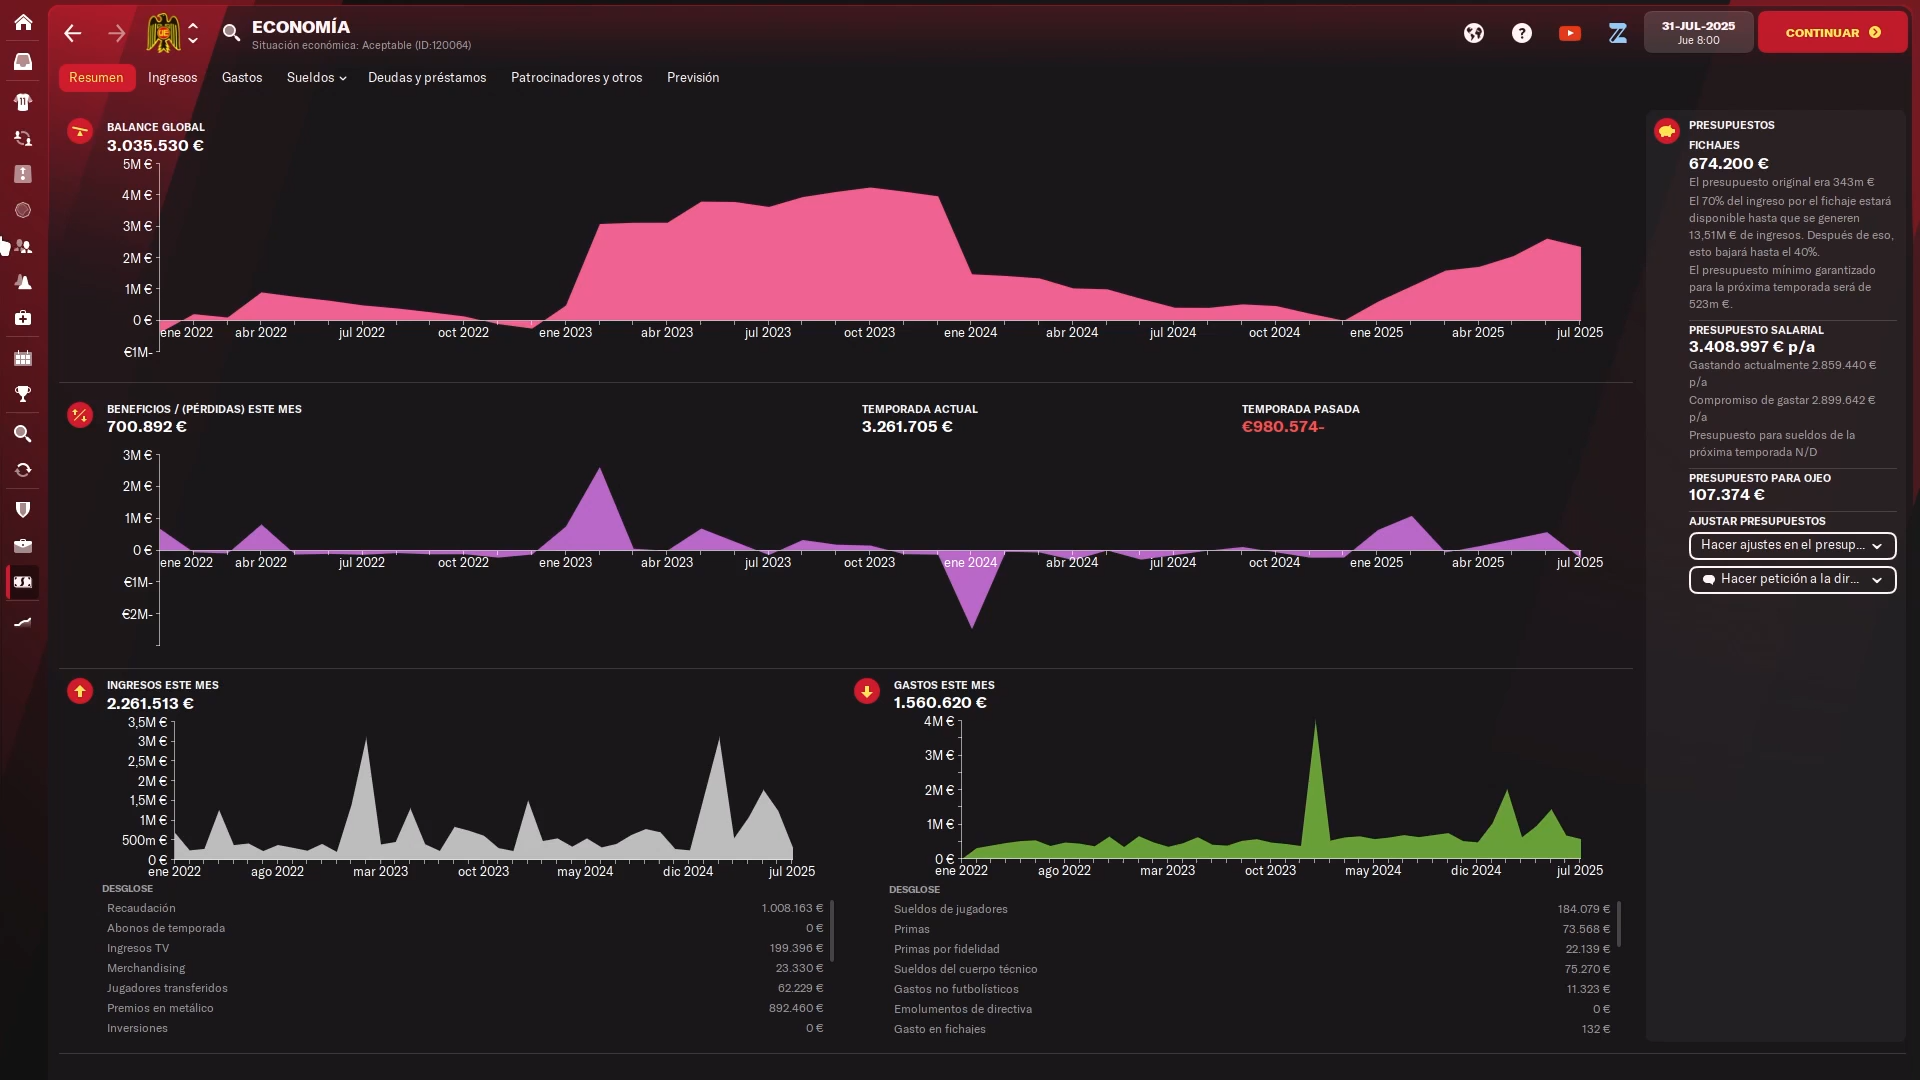 ECONOMÍA
Situación económica: Aceptable (ID:120064)
31-JUL-2025
Jue 8:00
CONTINUAR
Resumen
Ingresos
Gastos
Sueldos
Deudas y préstamos
Patrocinadores y otros
Previsión
BALANCE GLOBAL
3.035.530 €
5M €
4M €
3M €
2M €
1M €
0 €
€1M-
ene 2022
abr 2022
jul 2022
oct 2022
ene 2023
abr 2023
jul 2023
oct 2023
ene 2024
abr 2024
jul 2024
oct 2024
ene 2025
abr 2025
jul 2025
BENEFICIOS / (PÉRDIDAS) ESTE MES
700.892 €
TEMPORADA ACTUAL
3.261.705 €
TEMPORADA PASADA
€980.574-
3M €
2M €
1M €
0 €
€1M-
€2M-
ene 2022
abr 2022
jul 2022
oct 2022
ene 2023
abr 2023
jul 2023
oct 2023
ene 2024
abr 2024
jul 2024
oct 2024
ene 2025
abr 2025
jul 2025
INGRESOS ESTE MES
2.261.513 €
3,5M €
3M €
2,5M €
2M €
1,5M €
1M €
500m €
0 €
ene 2022
ago 2022
mar 2023
oct 2023
may 2024
dic 2024
jul 2025
DESGLOSE
Recaudación 1.008.163 €
Abonos de temporada 0 €
Ingresos TV 199.396 €
Merchandising 23.330 €
Jugadores transferidos 62.229 €
Premios en metálico 892.460 €
Inversiones 0 €
GASTOS ESTE MES
1.560.620 €
4M €
3M €
2M €
1M €
0 €
ene 2022
ago 2022
mar 2023
oct 2023
may 2024
dic 2024
jul 2025
DESGLOSE
Sueldos de jugadores 184.079 €
Primas 73.568 €
Primas por fidelidad 22.139 €
Sueldos del cuerpo técnico 75.270 €
Gastos no futbolísticos 11.323 €
Emolumentos de directiva 0 €
Gasto en fichajes 132 €
PRESUPUESTOS
FICHAJES
674.200 €
El presupuesto original era 343m €
El 70% del ingreso por el fichaje estará
disponible hasta que se generen
13,51M € de ingresos. Después de eso,
esto bajará hasta el 40%.
El presupuesto mínimo garantizado
para la próxima temporada será de
523m €.
PRESUPUESTO SALARIAL
3.408.997 € p/a
Gastando actualmente 2.859.440 €
p/a
Compromiso de gastar 2.899.642 €
p/a
Presupuesto para sueldos de la
próxima temporada N/D
PRESUPUESTO PARA OJEO
107.374 €
AJUSTAR PRESUPUESTOS
Hacer ajustes en el presup...
Hacer petición a la dir...